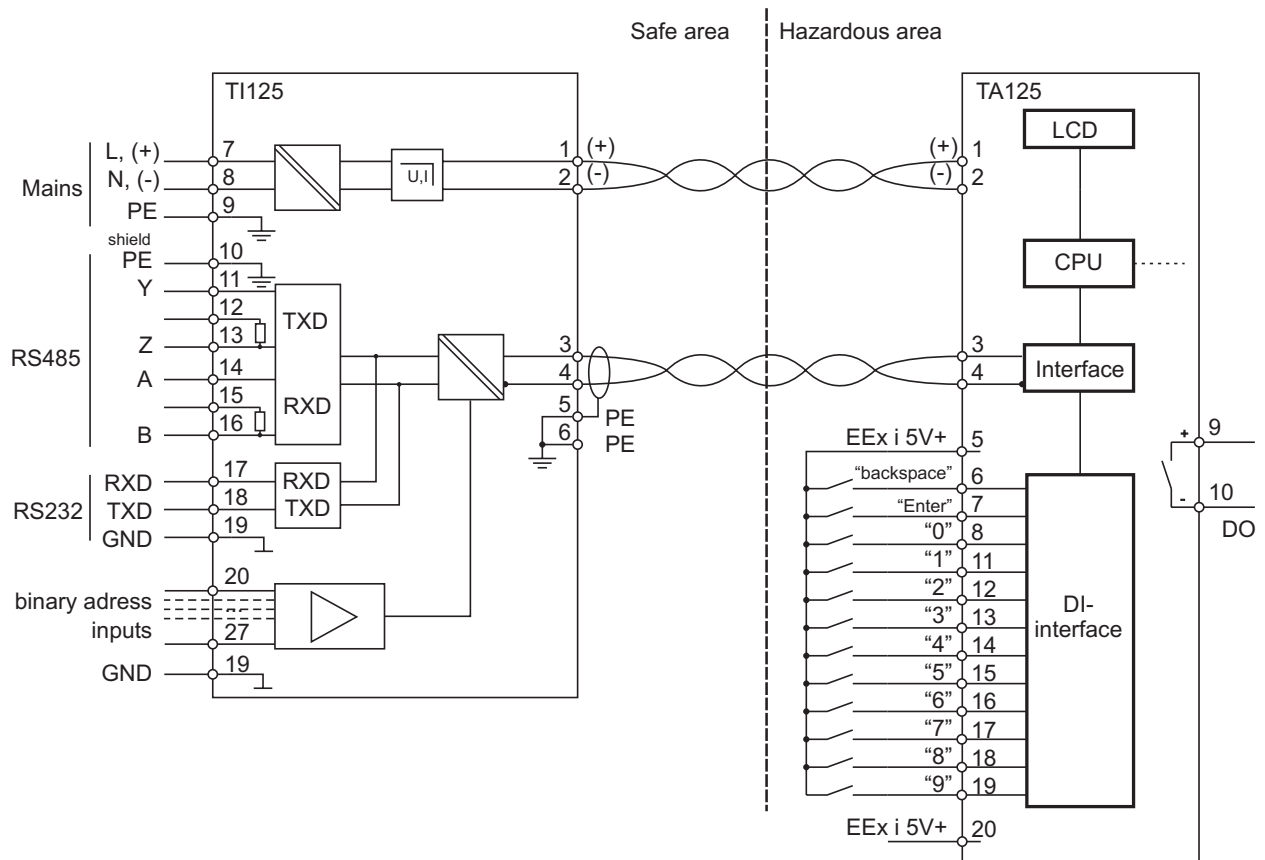 Safe area
Hazardous area
TI125
TA125
LCD
CPU
Interface
DI-
interface
Mains
L, (+)
N, (-)
PE
7
8
9
U,I
1
(+)
2
(-)
(+)
1
(-)
2
shield
PE
Y
Z
A
B
RS485
10
11
12
13
14
15
16
TXD
RXD
3
4
5
PE
6
PE
3
4
RS232
RXD
TXD
GND
17
18
19
RXD
TXD
binary adress
inputs
20
..
27
GND
19
EEx i 5V+
5
“backspace”
6
“Enter”
7
“0”
8
“1”
11
“2”
12
“3”
13
“4”
14
“5”
15
“6”
16
“7”
17
“8”
18
“9”
19
EEx i 5V+
20
+
9
-
10
DO